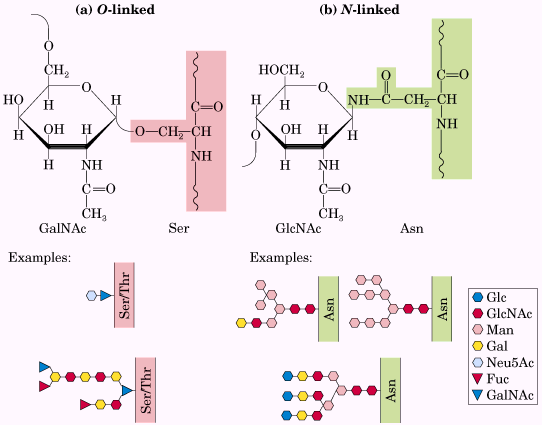 (a) O-linked
(b) N-linked
O
CH₂
O
HO
H
H
H
OH
H
H
H
NH
C=O
CH₃
GalNAc
O—CH₂—CH
C=O
NH
Ser
HOCH₂
O
H
H
H
OH
H
H
O
H
NH
C=O
CH₃
GlcNAc
O
NH—C—CH₂—CH
C=O
NH
Asn
Examples:
Ser/Thr
Ser/Thr
Examples:
Asn
Asn
Asn
Glc
GlcNAc
Man
Gal
Neu5Ac
Fuc
GalNAc